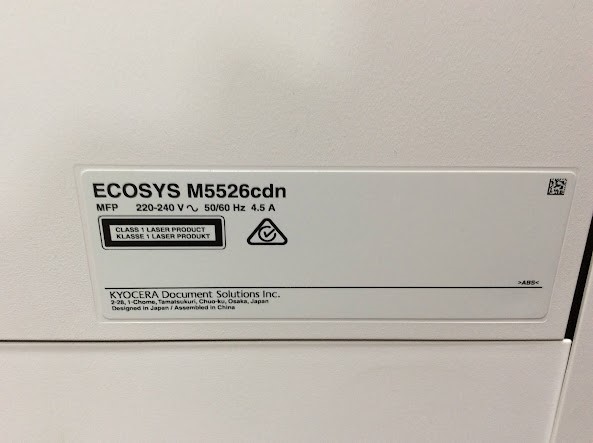 ECOSYS M5526cdn
MFP 220-240 V ~ 50/60 Hz 4.5 A
CLASS 1 LASER PRODUCT
KLASSE 1 LASER PRODUKT
>ABS<
KYOCERA Document Solutions Inc.
2-28, 1-Chome, Tamatsukuri, Chuo-ku, Osaka, Japan
Designed in Japan / Assembled in China